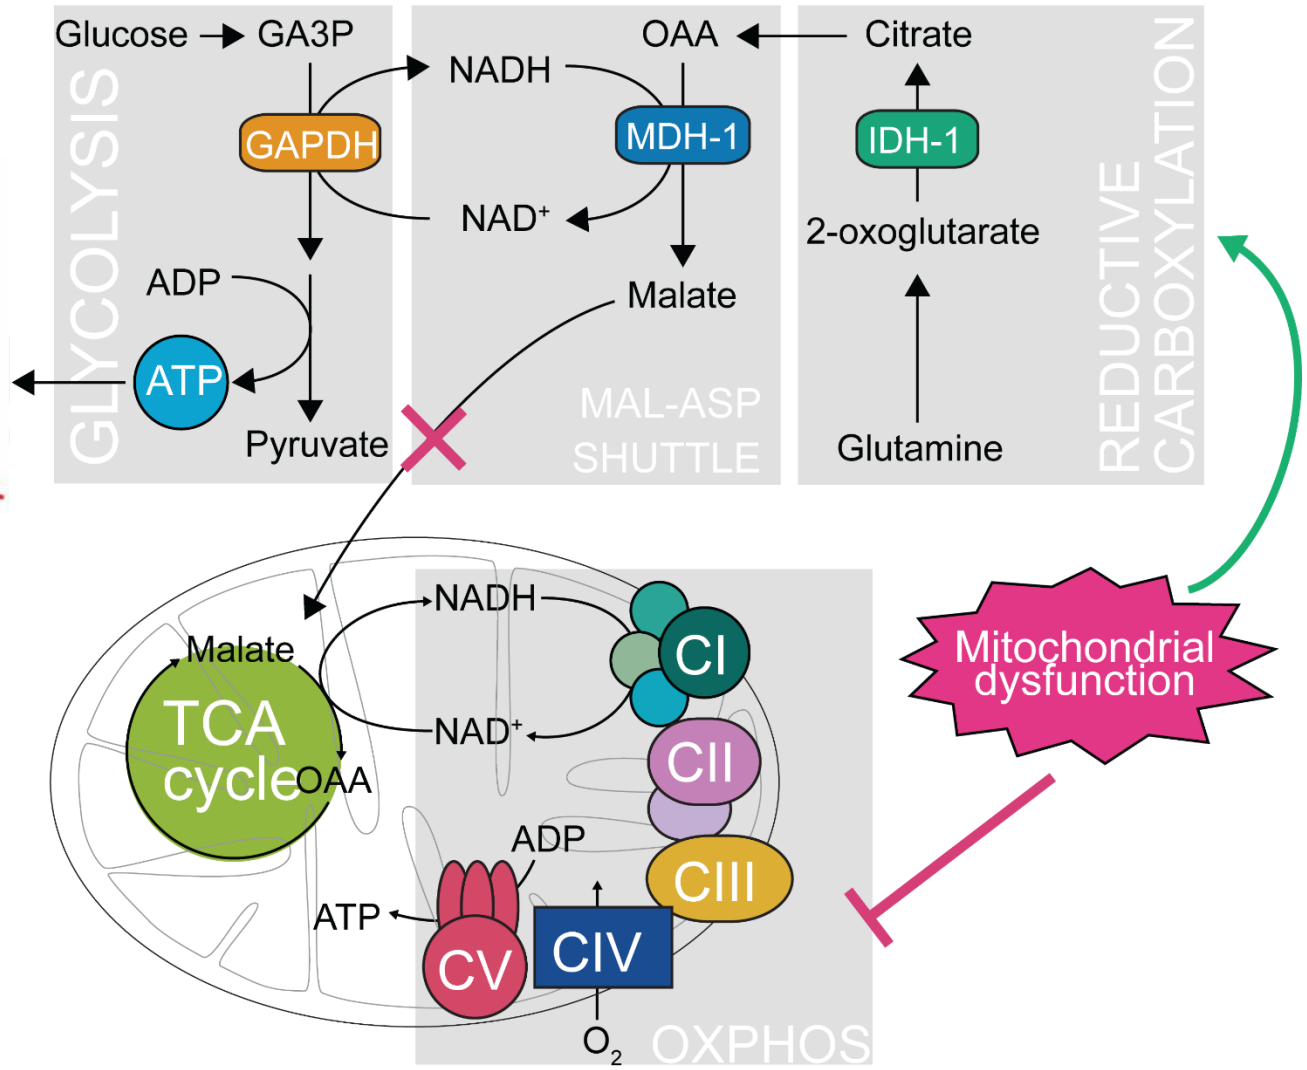 Glucose
GA3P
OAA
Citrate
NADH
GAPDH
MDH-1
IDH-1
NAD⁺
2-oxoglutarate
ADP
Malate
ATP
Pyruvate
Glutamine
GLYCOLYSIS
MAL-ASP
SHUTTLE
REDUCTIVE
CARBOXYLATION
NADH
Malate
CI
TCA
cycle
NAD⁺
OAA
CII
ADP
CIII
ATP
CV
CIV
O₂
OXPHOS
Mitochondrial
dysfunction